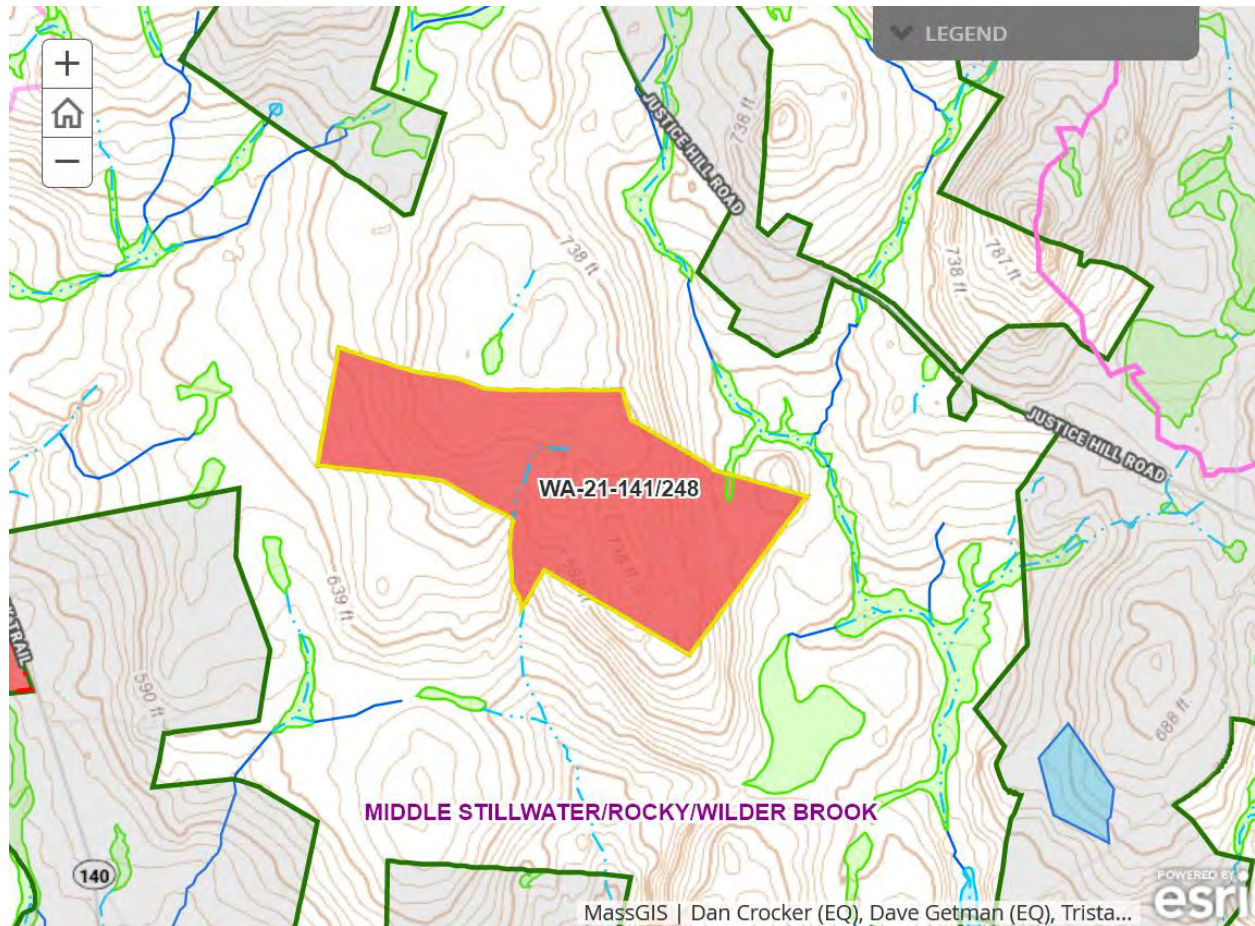 +
−
LEGEND
JUSTICE HILL ROAD
738 ft
738 ft
738 ft
787 ft
JUSTICE HILL ROAD
WA-21-141/248
639 ft
TRAIL
590 ft
688 ft
MIDDLE STILLWATER/ROCKY/WILDER BROOK
140
POWERED BY
esri
MassGIS | Dan Crocker (EQ), Dave Getman (EQ), Trista...